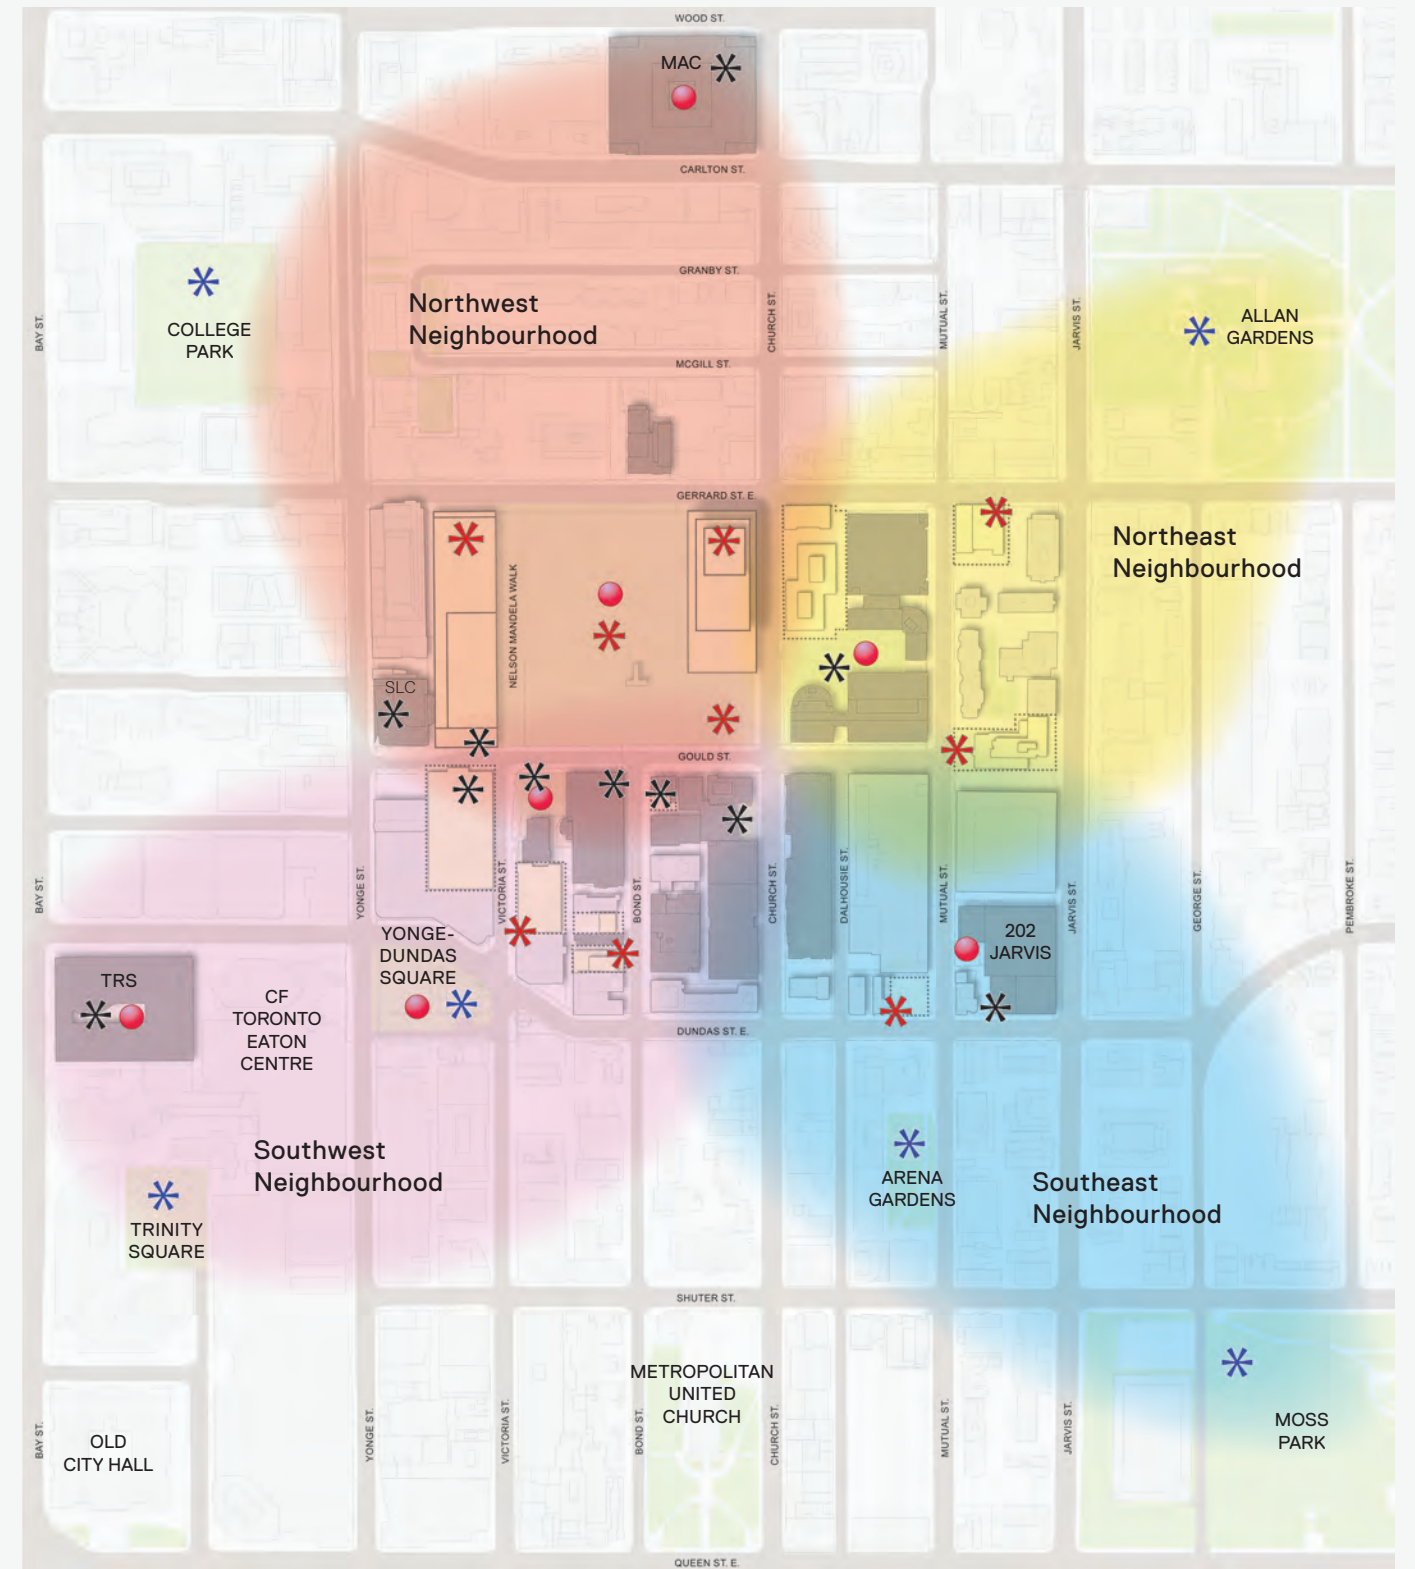 WOOD ST.
MAC
CARLTON ST.
GRANBY ST.
Northwest
Neighbourhood
COLLEGE
PARK
BAY ST.
CHURCH ST.
MUTUAL ST.
JARVIS ST.
ALLAN
GARDENS
MCGILL ST.
GERRARD ST. E.
Northeast
Neighbourhood
NELSON MANDELA WALK
SLC
GOULD ST.
BAY ST.
YONGE ST.
VICTORIA ST.
BOND ST.
CHURCH ST.
DALHOUSIE ST.
MUTUAL ST.
JARVIS ST.
GEORGE ST.
PEMBROKE ST.
YONGE-
DUNDAS
SQUARE
202
JARVIS
TRS
CF
TORONTO
EATON
CENTRE
DUNDAS ST. E.
Southwest
Neighbourhood
ARENA
GARDENS
Southeast
Neighbourhood
TRINITY
SQUARE
SHUTER ST.
METROPOLITAN
UNITED
CHURCH
MOSS
PARK
OLD
CITY HALL
BAY ST.
YONGE ST.
VICTORIA ST.
BOND ST.
CHURCH ST.
MUTUAL ST.
JARVIS ST.
QUEEN ST. E.